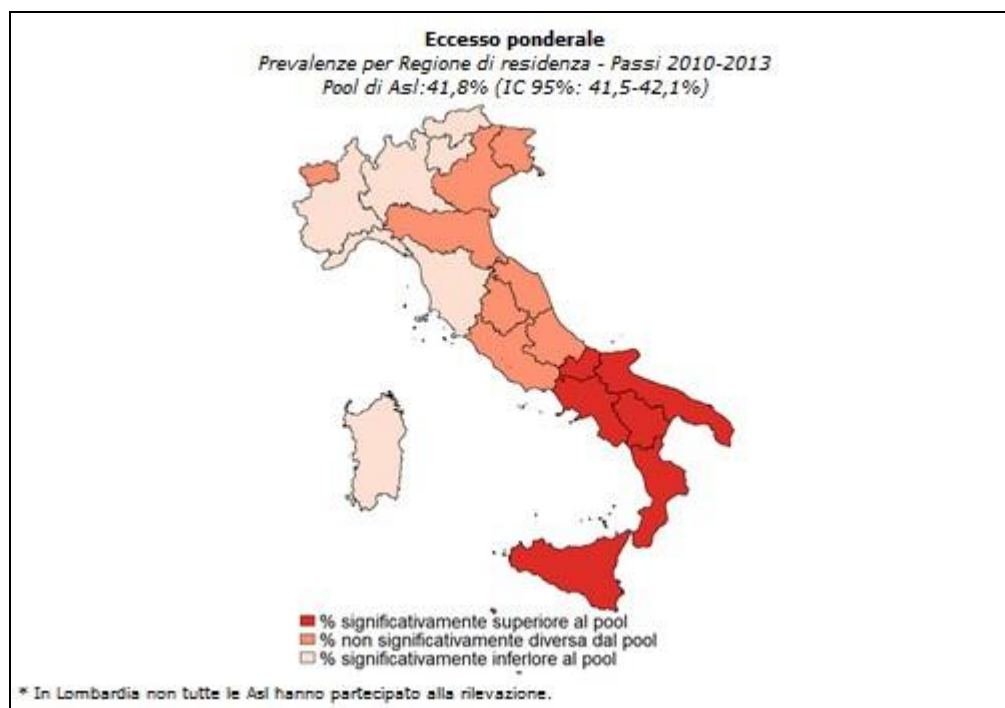 Eccesso ponderale
Prevalenze per Regione di residenza - Passi 2010-2013
Pool di Asl:41,8% (IC 95%: 41,5-42,1%)
% significativamente superiore al pool
% non significativamente diversa dal pool
% significativamente inferiore al pool
* In Lombardia non tutte le Asl hanno partecipato alla rilevazione.